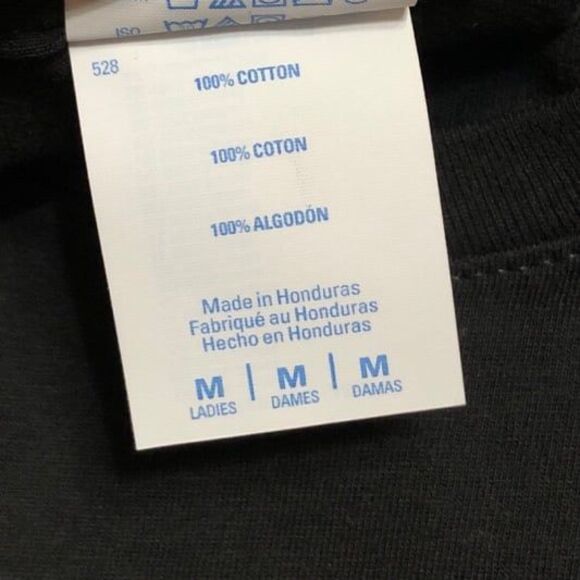 ISO
528
100% COTTON
100% COTON
100% ALGODÓN
Made in Honduras
Fabriqué au Honduras
Hecho en Honduras
M | M | M
LADIES DAMES DAMAS